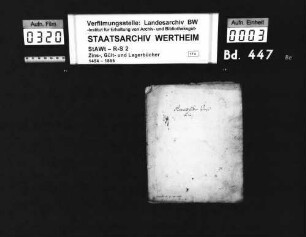 Aufn. Film
0320
Verfilmungsstelle: Landesarchiv BW
-Institut für Erhaltung von Archiv- und Bibliotheksgut-
STAATSARCHIV WERTHEIM
StAWt - R-S 2
Zins-, Gült- und Lagerbücher
Aufn. Einheit
0003
Bd. 447